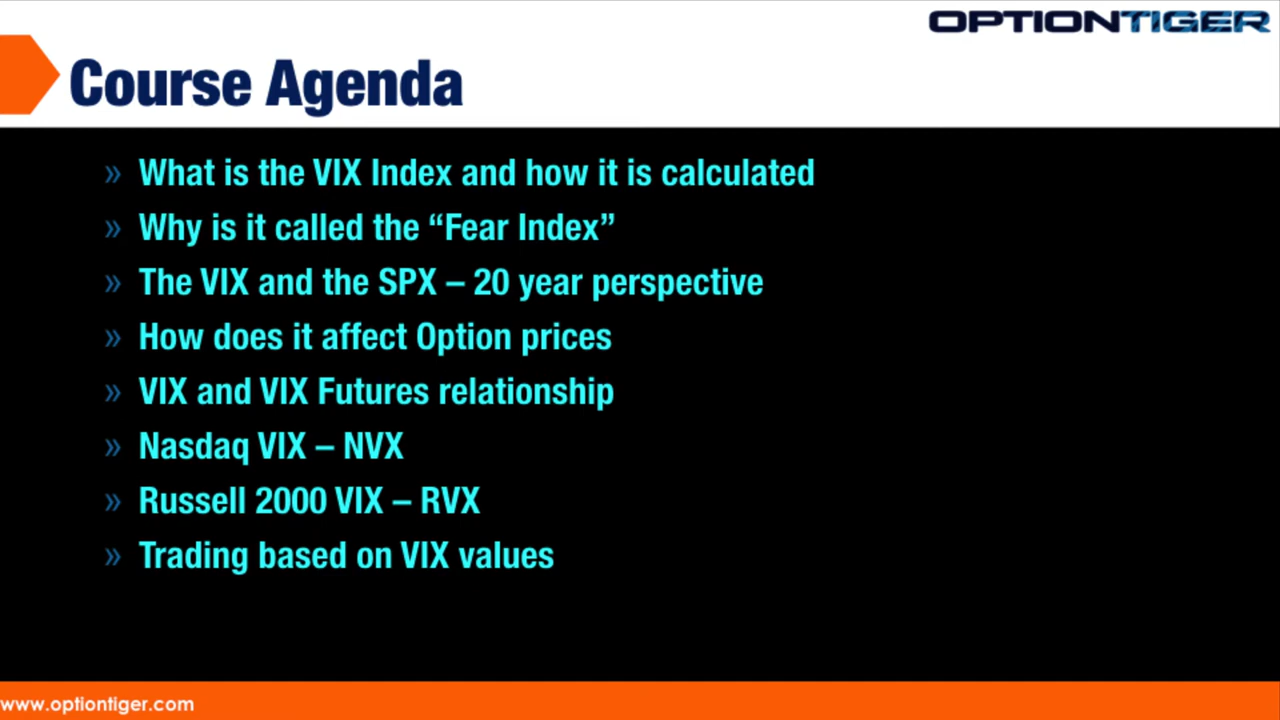 OPTIONTIGER
Course Agenda
» What is the VIX Index and how it is calculated
» Why is it called the “Fear Index”
» The VIX and the SPX – 20 year perspective
» How does it affect Option prices
» VIX and VIX Futures relationship
» Nasdaq VIX – NVX
» Russell 2000 VIX – RVX
» Trading based on VIX values
www.optiontiger.com